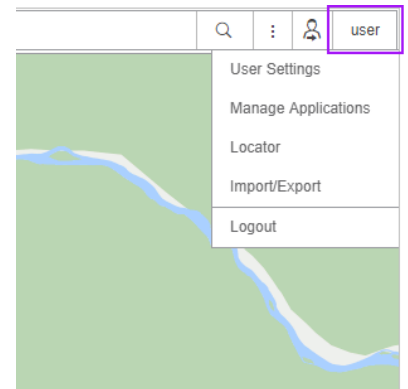 user
User Settings
Manage Applications
Locator
Import/Export
Logout